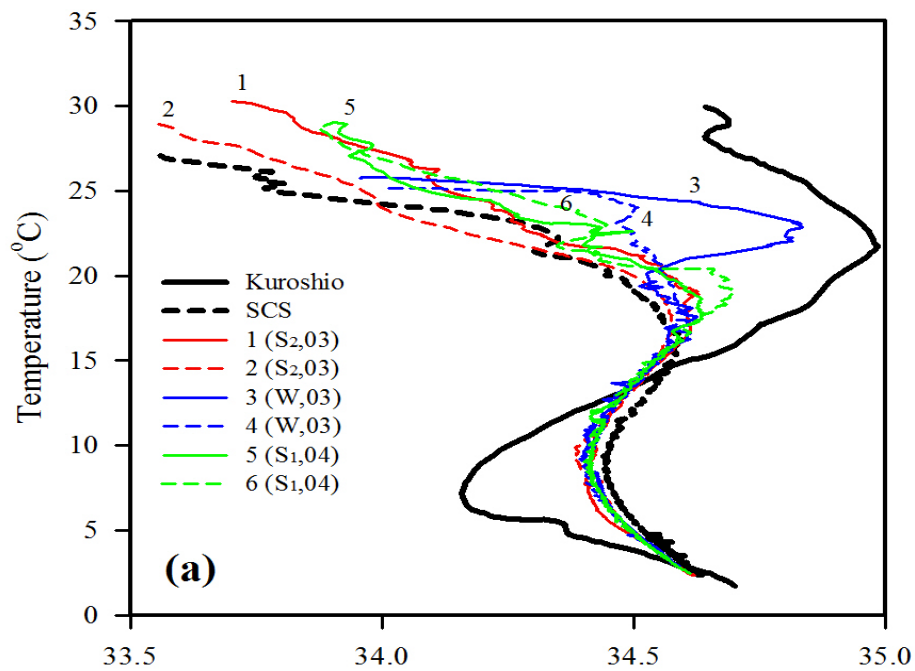 35
30
25
20
15
10
5
0
Temperature (⁰C)
1
2
5
3
6
4
Kuroshio
SCS
1 (S₂,03)
2 (S₂,03)
3 (W,03)
4 (W,03)
5 (S₁,04)
6 (S₁,04)
(a)
33.5 34.0 34.5 35.0